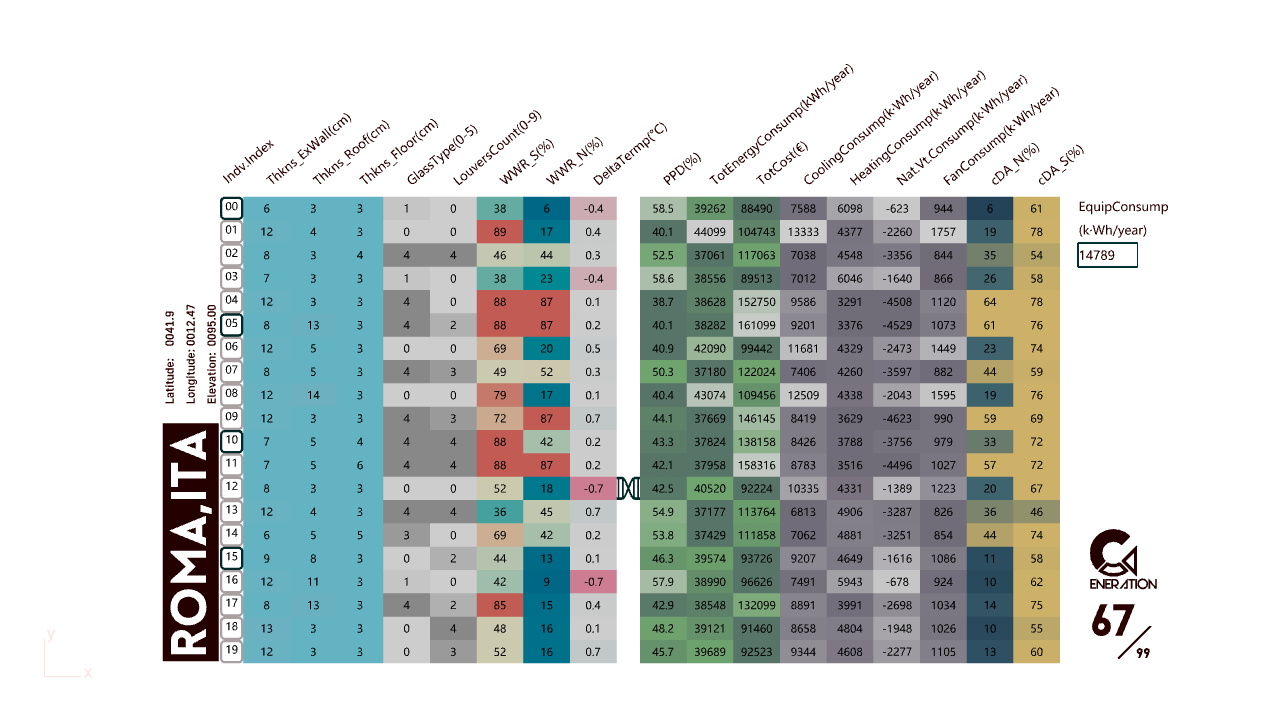 Indv.Index Thkns_ExWall(cm) Thkns_Roof(cm) Thkns_Floor(cm) GlassType(0-5) LouversCount(0-9) WWR_S(%) WWR_N(%) DeltaTermp(°C) PPD(%) TotEnergyConsump(kWh/year) TotCost(€) CoolingConsump(k·Wh/year) HeatingConsump(k·Wh/year) Nat.Vt.Consump(k·Wh/year) FanConsump(k·Wh/year) cDA_N(%) cDA_S(%)
00 6 3 3 1 0 38 6 -0.4 58.5 39262 88490 7588 6098 -623 944 6 61
01 12 4 3 0 0 89 17 0.4 40.1 44099 104743 13333 4377 -2260 1757 19 78
02 8 3 4 4 4 46 44 0.3 52.5 37061 117063 7038 4548 -3356 844 35 54
03 7 3 3 1 0 38 23 -0.4 58.6 38556 89513 7012 6046 -1640 866 26 58
04 12 3 3 4 0 88 87 0.1 38.7 38628 152750 9586 3291 -4508 1120 64 78
05 8 13 3 4 2 88 87 0.2 40.1 38282 161099 9201 3376 -4529 1073 61 76
06 12 5 3 0 0 69 20 0.5 40.9 42090 99442 11681 4329 -2473 1449 23 74
07 8 5 3 4 3 49 52 0.3 50.3 37180 122024 7406 4260 -3597 882 44 59
08 12 14 3 0 0 79 17 0.1 40.4 43074 109456 12509 4338 -2043 1595 19 76
09 12 3 3 4 3 72 87 0.7 44.1 37669 146145 8419 3629 -4623 990 59 69
10 7 5 4 4 4 88 42 0.2 43.3 37824 138158 8426 3788 -3756 979 33 72
11 7 5 6 4 4 88 87 0.2 42.1 37958 158316 8783 3516 -4496 1027 57 72
12 8 3 3 0 0 52 18 -0.7 42.5 40520 92224 10335 4331 -1389 1223 20 67
13 12 4 3 4 4 36 45 0.7 54.9 37177 113764 6813 4906 -3287 826 36 46
14 6 5 5 3 0 69 42 0.2 53.8 37429 111858 7062 4881 -3251 854 44 74
15 9 8 3 0 2 44 13 0.1 46.3 39574 93726 9207 4649 -1616 1086 11 58
16 12 11 3 1 0 42 9 -0.7 57.9 38990 96626 7491 5943 -678 924 10 62
17 8 13 3 4 2 85 15 0.4 42.9 38548 132099 8891 3991 -2698 1034 14 75
18 13 3 3 0 4 48 16 0.1 48.2 39121 91460 8658 4804 -1948 1026 10 55
19 12 3 3 0 3 52 16 0.7 45.7 39689 92523 9344 4608 -2277 1105 13 60
EquipConsump
(k·Wh/year)
14789
Latitude: 0041.9
Longitude: 0012.47
Elevation: 0095.00
ROMA,ITA
ENERATION
67/99
y
x